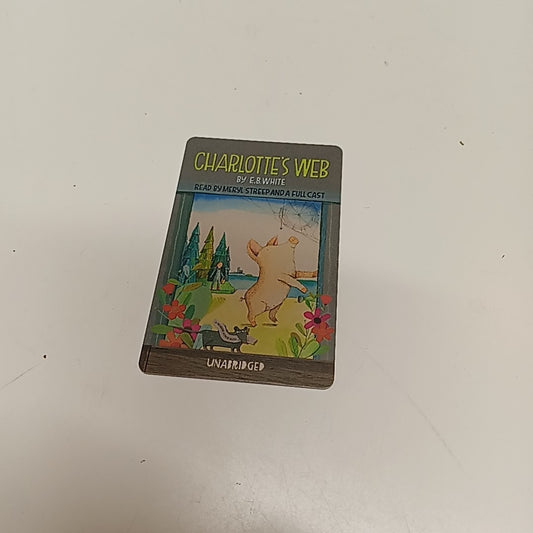 CHARLOTTE'S WEB
BY E.B. WHITE
READ BY MERYL STREEP AND A FULL CAST
UNABRIDGED